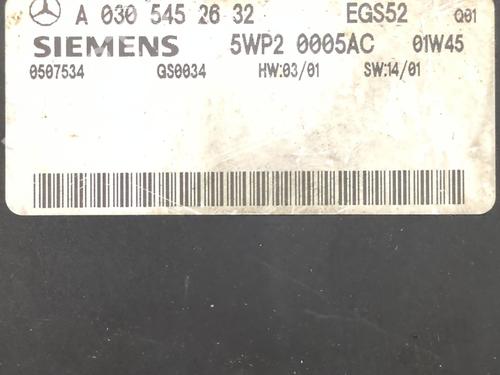 A 030 545 26 32 EGS52 Q01
SIEMENS 5WP2 0005AC 01W45
0507534 GS0034 HW:03/01 SW:14/01